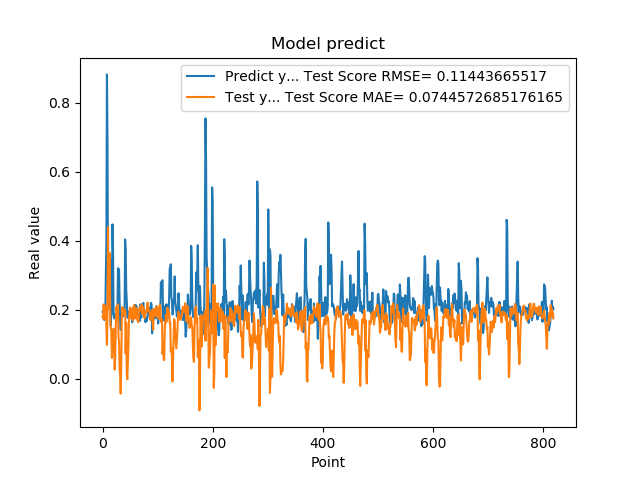 Model predict
Predict y... Test Score RMSE= 0.11443665517
Test y... Test Score MAE= 0.0744572685176165
Real value
0.8
0.6
0.4
0.2
0.0
0 200 400 600 800
Point